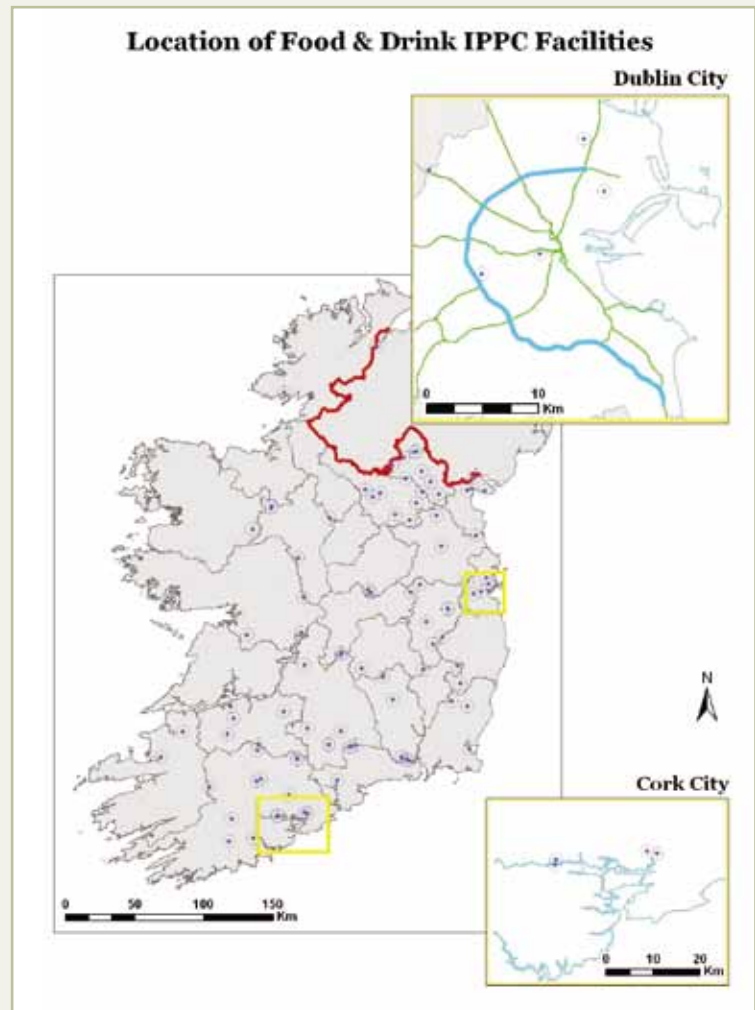 Location of Food & Drink IPPC Facilities
Dublin City
0 10
Km
N
Cork City
0 50 100 150
Km
0 10 20
Km